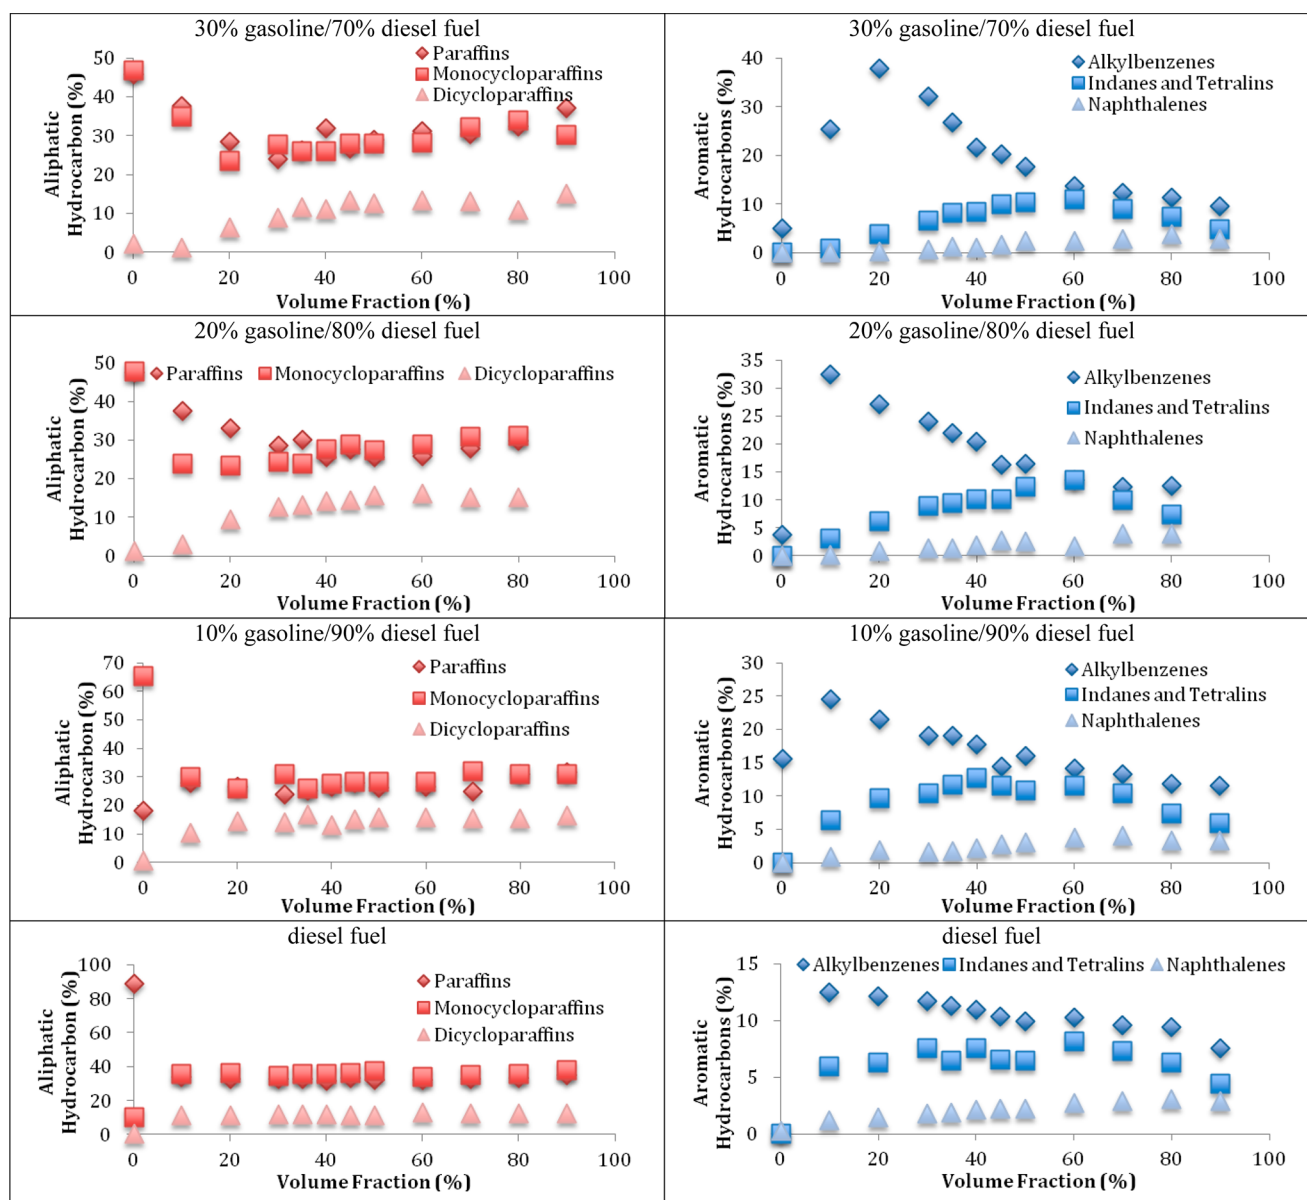 30% gasoline/70% diesel fuel
Aliphatic
Hydrocarbon (%)
50
40
30
20
10
0
Paraffins
Monocycloparaffins
Dicycloparaffins
0 20 40 60 80 100
Volume Fraction (%)
30% gasoline/70% diesel fuel
Aromatic
Hydrocarbons (%)
40
30
20
10
0
Alkylbenzenes
Indanes and Tetralins
Naphthalenes
0 20 40 60 80 100
Volume Fraction (%)
20% gasoline/80% diesel fuel
Aliphatic
Hydrocarbon (%)
50
40
30
20
10
0
Paraffins Monocycloparaffins Dicycloparaffins
0 20 40 60 80 100
Volume Fraction (%)
20% gasoline/80% diesel fuel
Aromatic
Hydrocarbons (%)
35
30
25
20
15
10
5
0
Alkylbenzenes
Indanes and Tetralins
Naphthalenes
0 20 40 60 80 100
Volume Fraction (%)
10% gasoline/90% diesel fuel
Aliphatic
Hydrocarbon (%)
70
60
50
40
30
20
10
0
Paraffins
Monocycloparaffins
Dicycloparaffins
0 20 40 60 80 100
Volume Fraction (%)
10% gasoline/90% diesel fuel
Aromatic
Hydrocarbons (%)
30
25
20
15
10
5
0
Alkylbenzenes
Indanes and Tetralins
Naphthalenes
0 20 40 60 80 100
Volume Fraction (%)
diesel fuel
Aliphatic
Hydrocarbon (%)
100
80
60
40
20
0
Paraffins
Monocycloparaffins
Dicycloparaffins
0 20 40 60 80 100
Volume Fraction (%)
diesel fuel
Aromatic
Hydrocarbons (%)
15
10
5
0
Alkylbenzenes Indanes and Tetralins Naphthalenes
0 20 40 60 80 100
Volume Fraction (%)